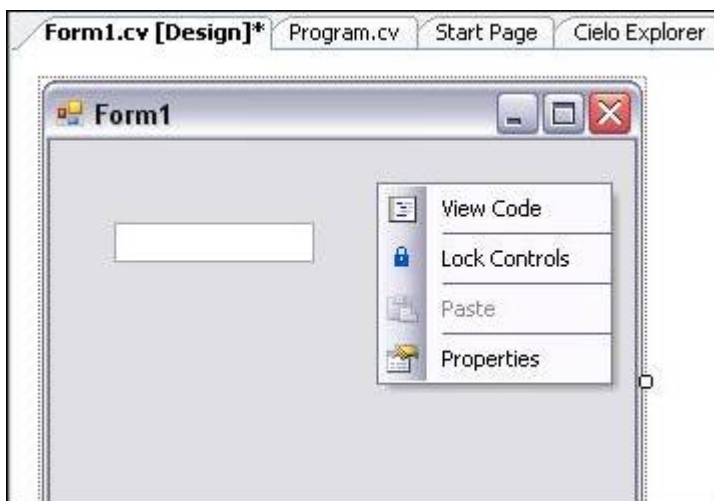 Form1.cv [Design]* Program.cv Start Page Cielo Explorer
Form1
View Code
Lock Controls
Paste
Properties